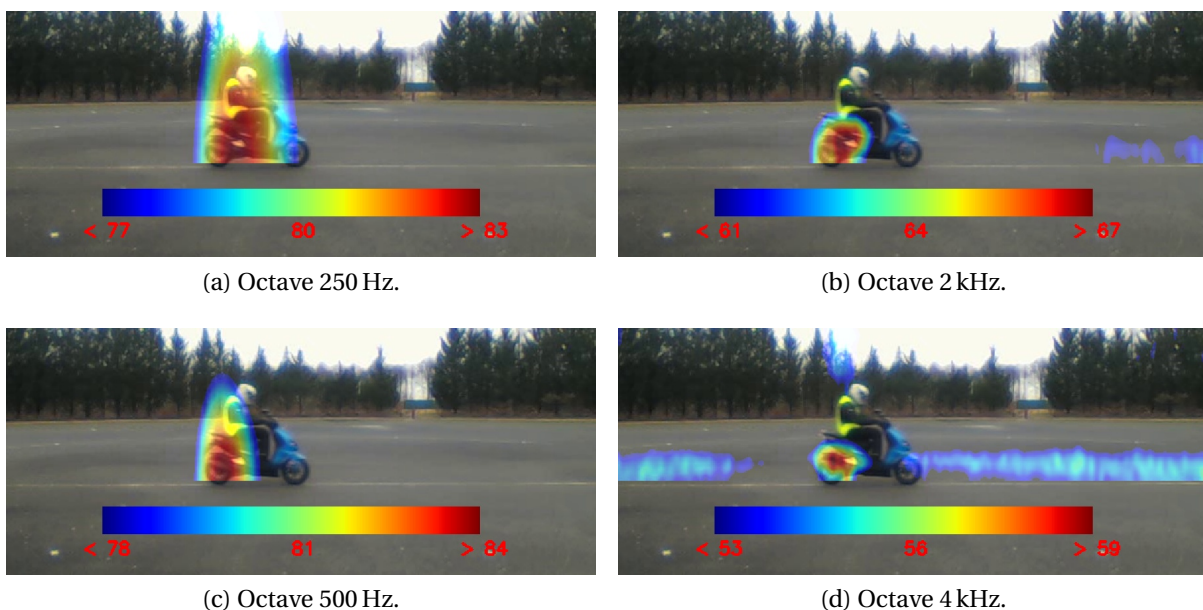 < 77 80 > 83
< 61 64 > 67
(a) Octave 250 Hz.
(b) Octave 2 kHz.
< 78 81 > 84
< 53 56 > 59
(c) Octave 500 Hz.
(d) Octave 4 kHz.